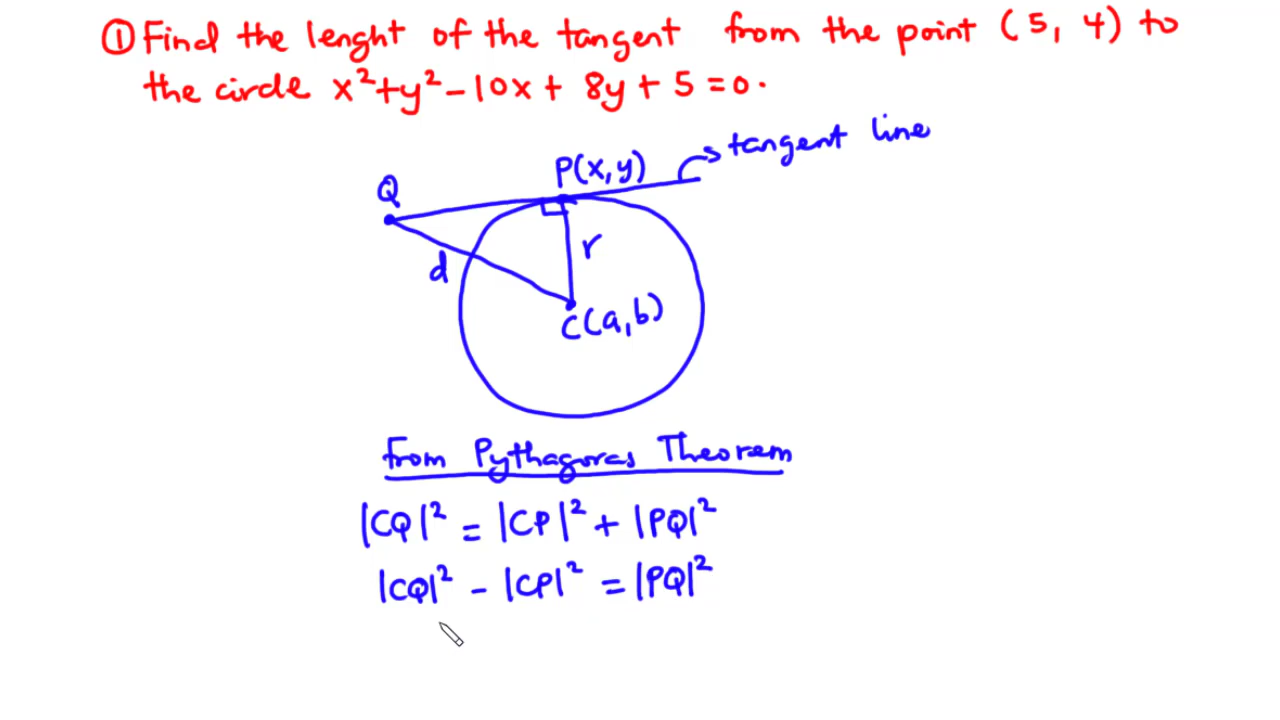 ① Find the lenght of the tangent from the point (5, 4) to
the circle x²+y²-10x+ 8y+5=0.
tangent line
P(x,y)
Q
r
d
C(a,b)
From Pythagoras Theorem
|CQ|² = |CP|² + |PQ|²
|CQ|² - |CP|² = |PQ|²